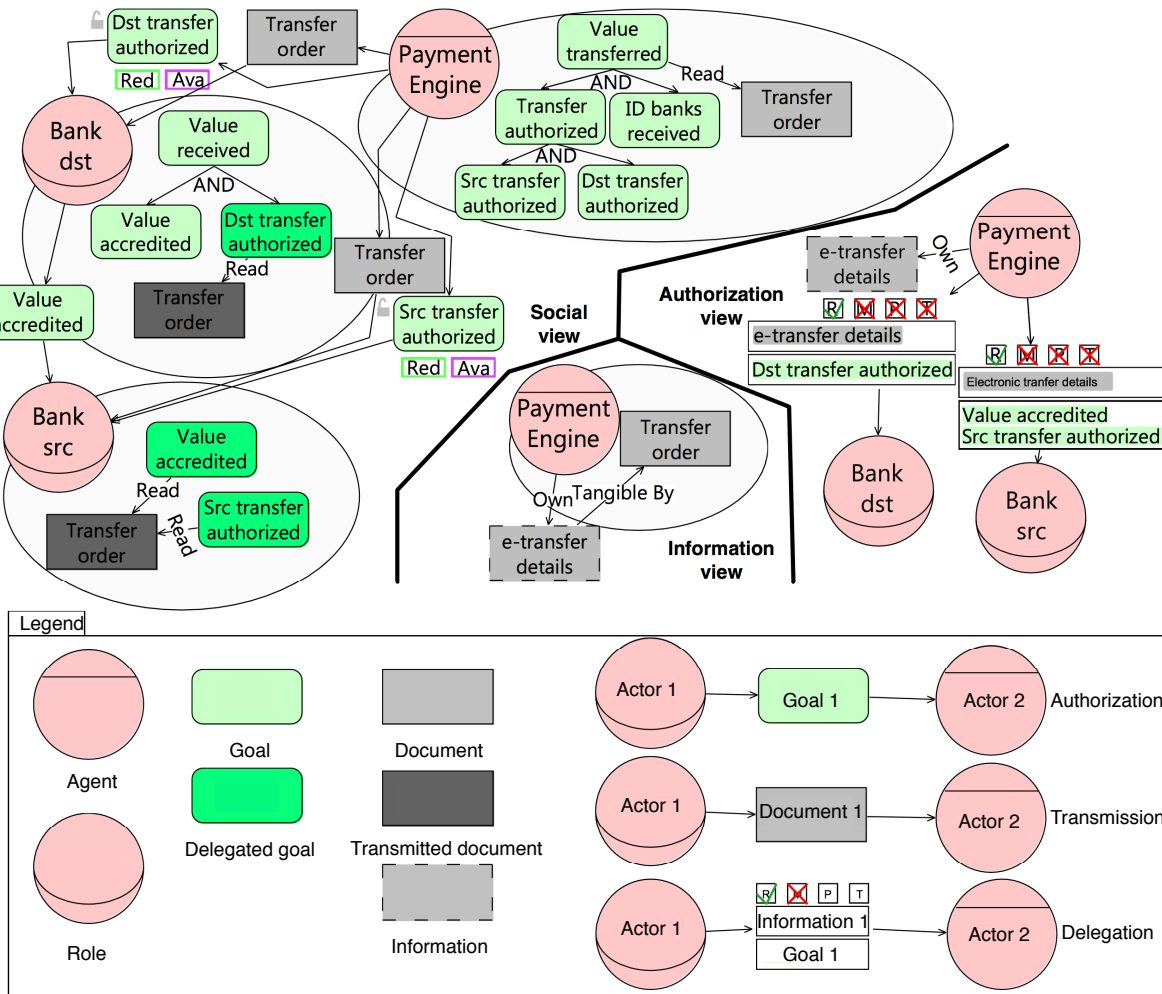 Dst transfer
authorized
Red
Ava
Transfer
order
Payment
Engine
Value
transferred
AND
Read
Transfer
authorized
ID banks
received
Transfer
order
AND
Src transfer
authorized
Dst transfer
authorized
Bank
dst
Value
received
AND
Value
accredited
Dst transfer
authorized
Read
Transfer
order
Transfer
order
Value
accredited
Src transfer
authorized
Red
Ava
Bank
src
Value
accredited
Read
Src transfer
authorized
Read
Transfer
order
Social
view
Authorization
view
Information
view
Payment
Engine
Transfer
order
Own
Tangible By
e-transfer
details
Payment
Engine
Own
e-transfer
details
R M P T
e-transfer details
Dst transfer authorized
R M P T
Electronic tranfer details
Value accredited
Src transfer authorized
Bank
dst
Bank
src
Legend
Agent
Role
Goal
Delegated goal
Document
Transmitted document
Information
Actor 1
Goal 1
Actor 2
Authorization
Actor 1
Document 1
Actor 2
Transmission
Actor 1
R M P T
Information 1
Goal 1
Actor 2
Delegation